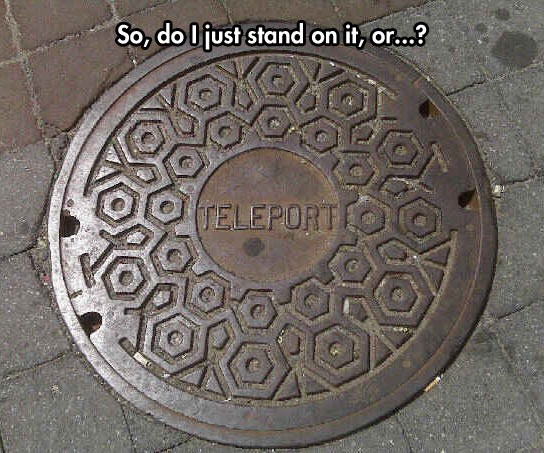 So, do I just stand on it, or...?
TELEPORT